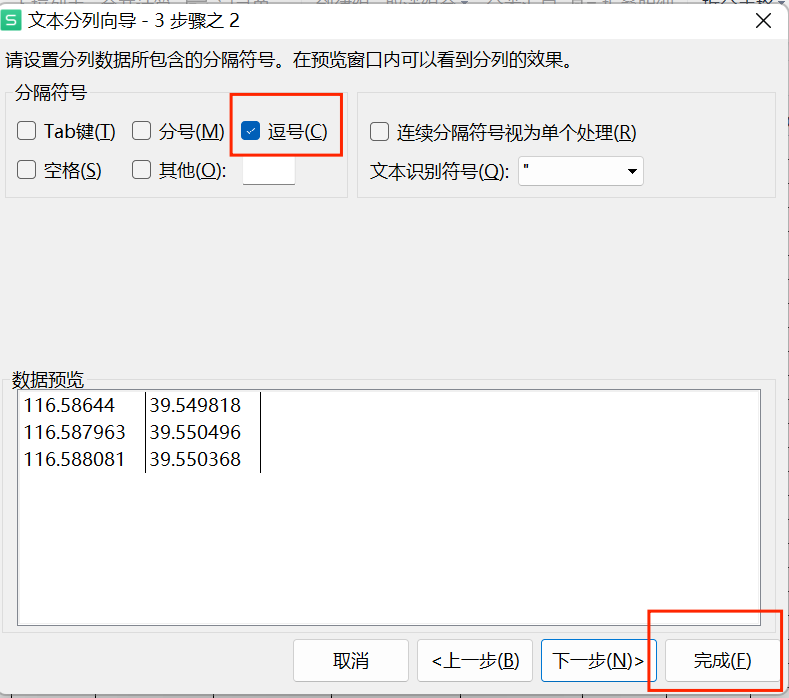 S 文本分列向导 - 3 步骤之 2
请设置分列数据所包含的分隔符号。在预览窗口内可以看到分列的效果。
分隔符号
Tab键(T) 分号(M) 逗号(C) 连续分隔符号视为单个处理(R)
空格(S) 其他(O): 文本识别符号(Q): "
数据预览
116.58644 39.549818
116.587963 39.550496
116.588081 39.550368
取消 <上一步(B) 下一步(N)> 完成(F)